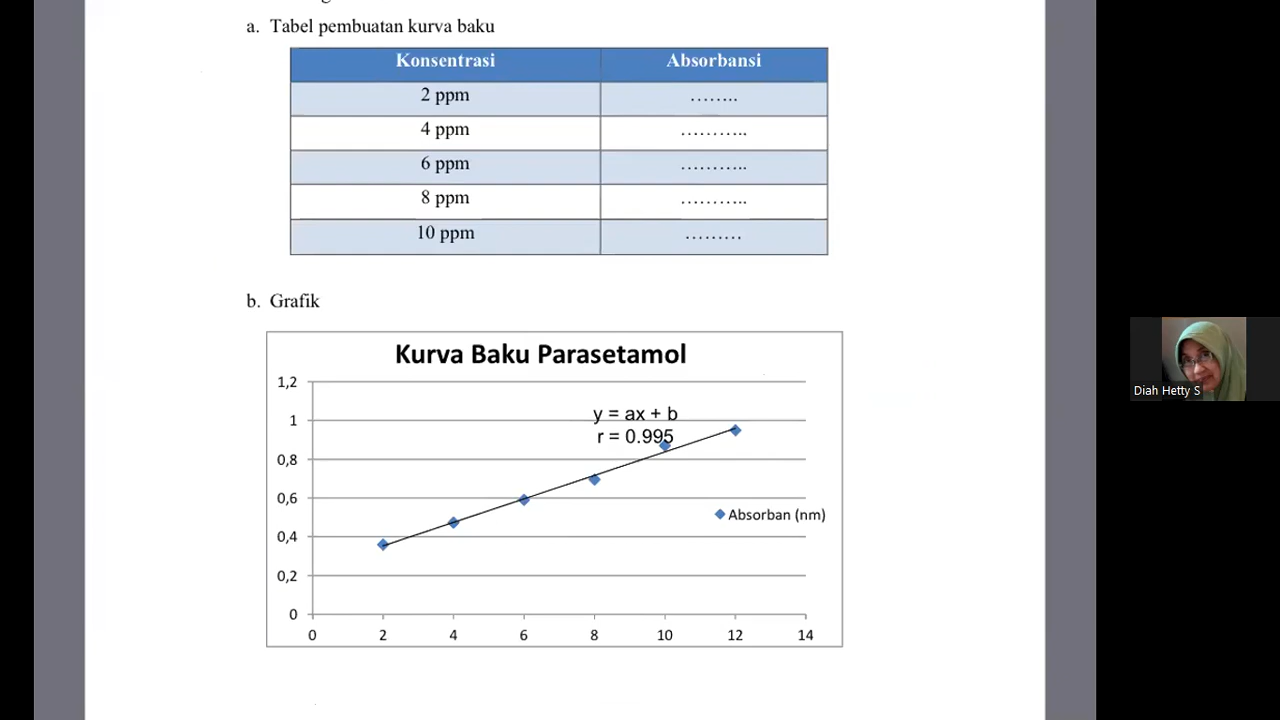 a. Tabel pembuatan kurva baku
Konsentrasi Absorbansi
2 ppm ……..
4 ppm ………..
6 ppm ………..
8 ppm ………..
10 ppm ………
b. Grafik
Kurva Baku Parasetamol
y = ax + b
r = 0.995
1,2
1
0,8
0,6
0,4
0,2
0
0 2 4 6 8 10 12 14
Absorban (nm)
Diah Hetty S